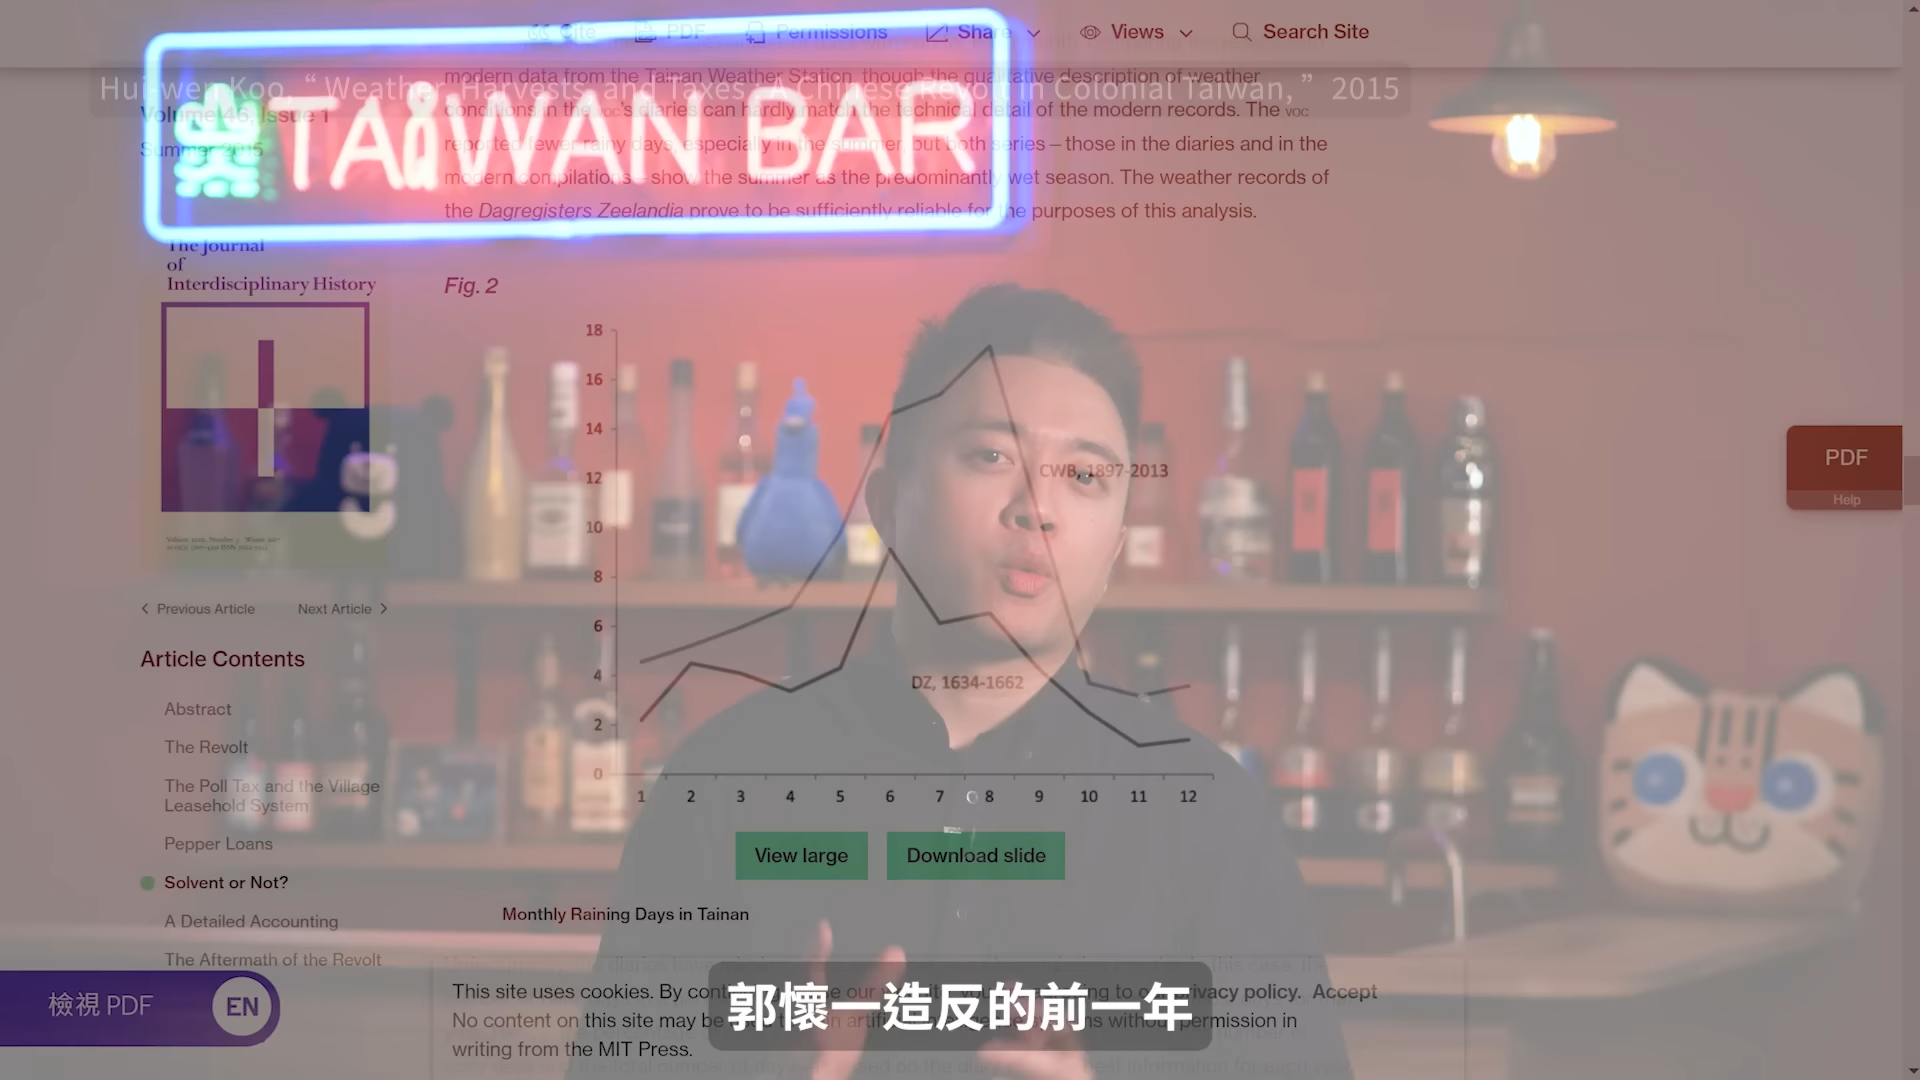 Cite PDF Permissions Share Views Search Site
Hui-wen Koo, “Weather, Harvests, and Taxes: A Chinese Revolt in Colonial Taiwan,” 2015
TAIWAN BAR
Volume 46, Issue 1
Summer 2015
modern data from the Tainan Weather Station, though the qualitative description of weather
conditions in the voc's diaries can hardly match the technical detail of the modern records. The voc
reported fewer rainy days, especially in the summer, but both series – those in the diaries and in the
modern compilations – show the summer as the predominantly wet season. The weather records of
the Dagregisters Zeelandia prove to be sufficiently reliable for the purposes of this analysis.
The Journal
of
Interdisciplinary History
Fig. 2
18
16
14
12
10
8
6
4
2
0
CWB, 1897-2013
DZ, 1634-1662
1 2 3 4 5 6 7 8 9 10 11 12
View large Download slide
Monthly Raining Days in Tainan
PDF
Help
Previous Article Next Article
Article Contents
Abstract
The Revolt
The Poll Tax and the Village
Leasehold System
Pepper Loans
Solvent or Not?
A Detailed Accounting
The Aftermath of the Revolt
檢視 PDF EN
This site uses cookies. By privacy policy. Accept
No content on this site may be permission in
writing from the MIT Press.
郭懷一造反的前一年